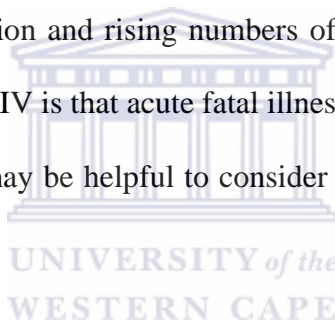 ion and rising numbers of
IV is that acute fatal illnes
may be helpful to consider
UNIVERSITY of the
WESTERN CAPE